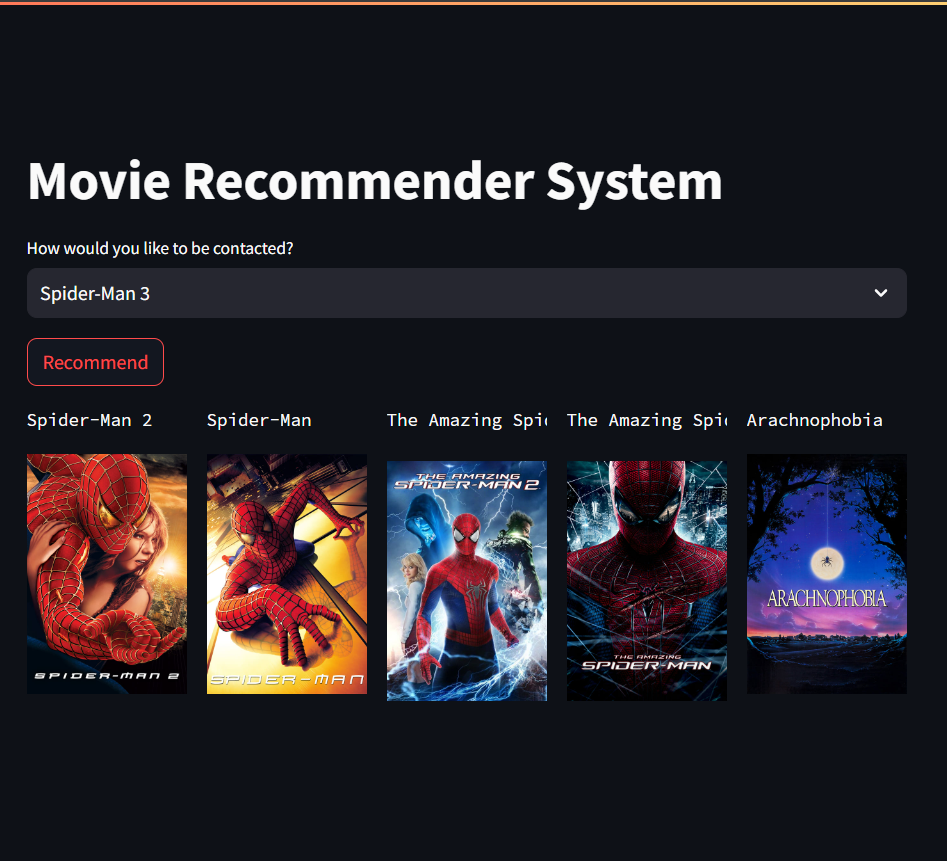 Movie Recommender System
How would you like to be contacted?
Spider-Man 3
Recommend
Spider-Man 2
Spider-Man
The Amazing Spi
The Amazing Spi
Arachnophobia
SPIDER-MAN 2
SPIDER-MAN
THE AMAZING
SPIDER-MAN 2
THE AMAZING
SPIDER-MAN
ARACHNOPHOBIA